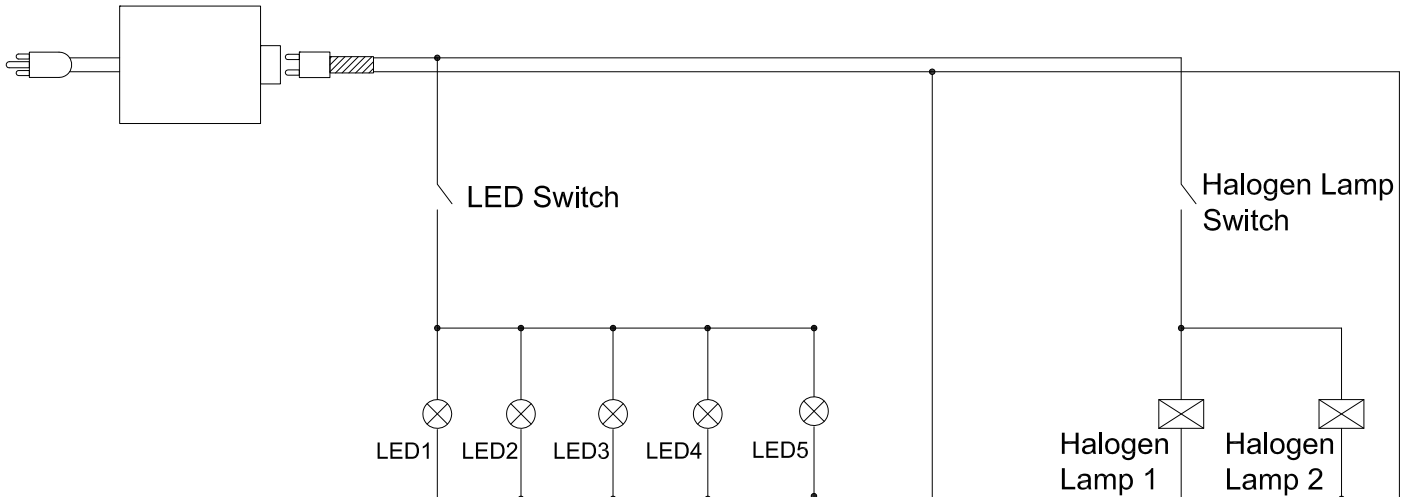 LED Switch
Halogen Lamp
Switch
LED1
LED2
LED3
LED4
LED5
Halogen
Lamp 1
Halogen
Lamp 2